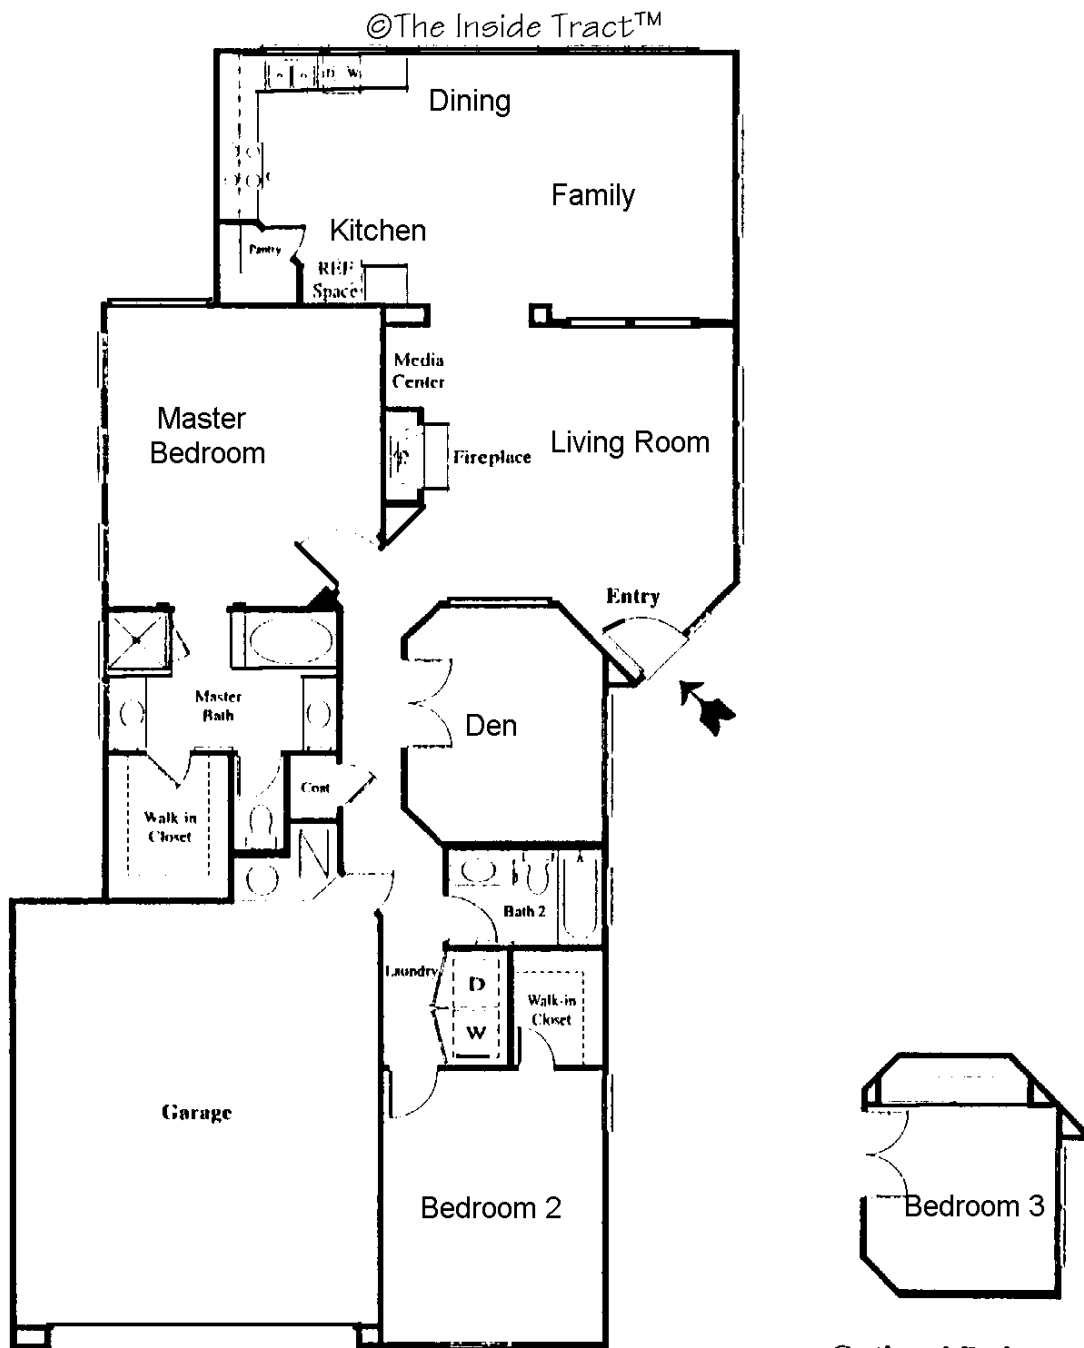 ©The Inside Tract™
D W
Dining
Family
Kitchen
Pantry
REF
Space
Media
Center
Master
Bedroom
Living Room
Fireplace
Entry
Master
Bath
Den
Coat
Walk-in
Closet
Bath 2
Laundry
D
Walk-in
Closet
W
Garage
Bedroom 2
Bedroom 3